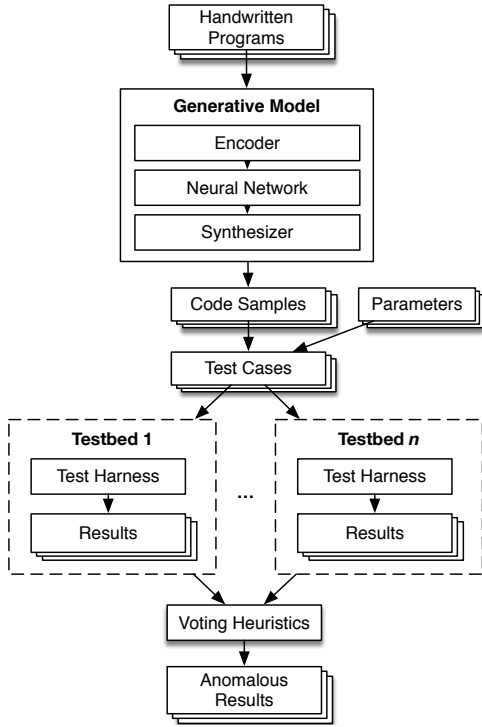 Handwritten
Programs
Generative Model
Encoder
Neural Network
Synthesizer
Code Samples
Parameters
Test Cases
Testbed 1
Testbed n
Test Harness
...
Test Harness
Results
Results
Voting Heuristics
Anomalous
Results